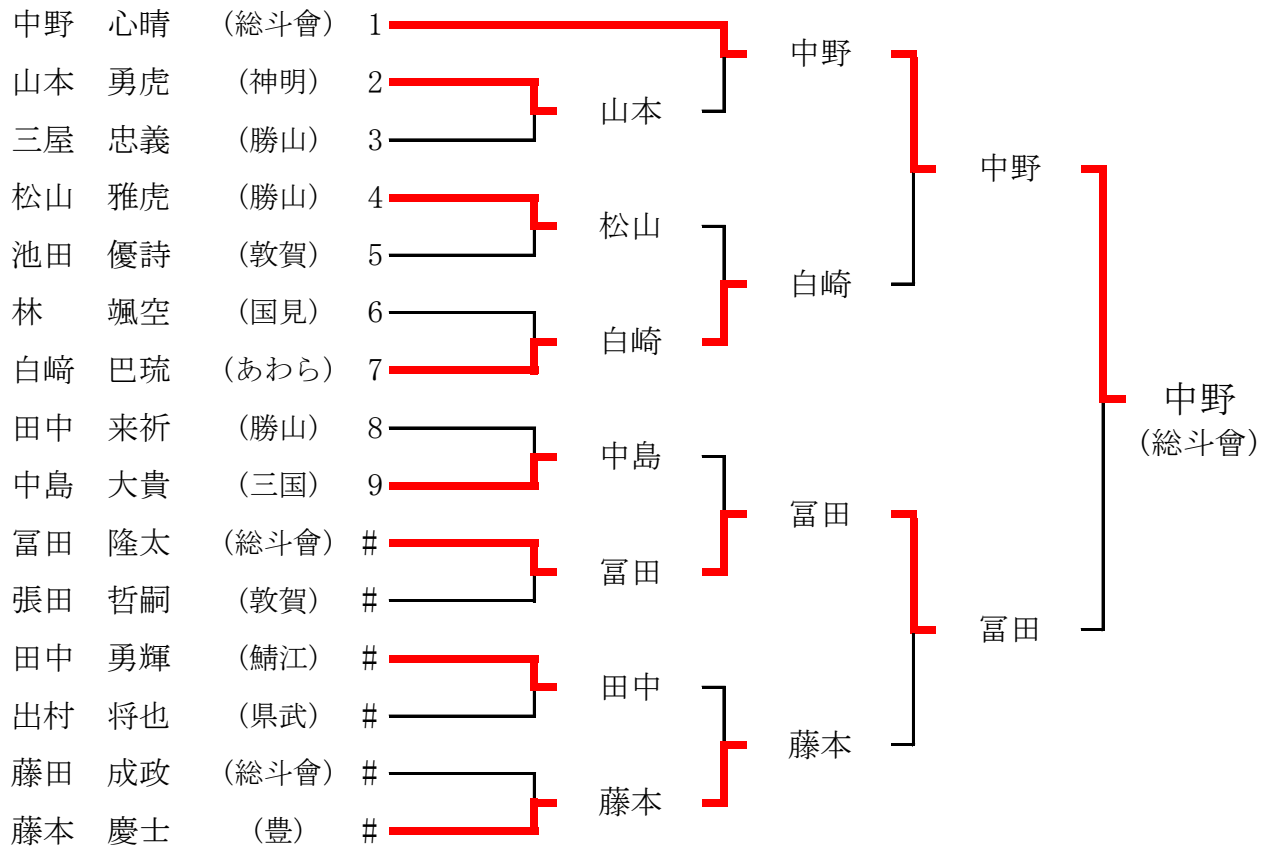 中野 心晴 (総斗會) 1
山本 勇虎 (神明) 2
三屋 忠義 (勝山) 3
松山 雅虎 (勝山) 4
池田 優詩 (敦賀) 5
林 颯空 (国見) 6
白﨑 巴琉 (あわら) 7
田中 来祈 (勝山) 8
中島 大貴 (三国) 9
冨田 隆太 (総斗會) #
張田 哲嗣 (敦賀) #
田中 勇輝 (鯖江) #
出村 将也 (県武) #
藤田 成政 (総斗會) #
藤本 慶士 (豊) #
山本
松山
白崎
中島
冨田
田中
藤本
中野
白崎
冨田
藤本
中野
冨田
中野
(総斗會)